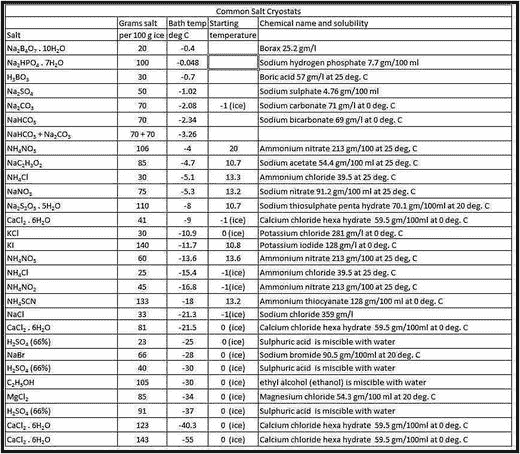 Common Salt Cryostats
Grams salt Bath temp Starting Chemical name and solubility
Salt per 100 g ice deg C temperature
Na₂B₄O₇ . 10H₂O 20 -0.4 Borax 25.2 gm/l
Na₂HPO₄ . 7H₂O 100 -0.048 Sodium hydrogen phosphate 7.7 gm/100 ml
H₃BO₃ 30 -0.7 Boric acid 57 gm/l at 25 deg. C
Na₂SO₄ 50 -1.02 Sodium sulphate 4.76 gm/100 ml
Na₂CO₃ 70 -2.08 -1 (ice) Sodium carbonate 71 gm/l at 0 deg. C
NaHCO₃ 70 -2.34 Sodium bicarbonate 69 gm/l at 0 deg. C
NaHCO₃ + Na₂CO₃ 70 + 70 -3.26
NH₄NO₃ 106 -4 20 Ammonium nitrate 213 gm/100 at 25 deg, C
NaC₂H₃O₂ 85 -4.7 10.7 Sodium acetate 54.4 gm/100 ml at 25 deg, C
NH₄Cl 30 -5.1 13.3 Ammonium chloride 39.5 at 25 deg. C
NaNO₃ 75 -5.3 13.2 Sodium nitrate 91.2 gm/100 ml at 25 deg. C
Na₂S₂O₃ . 5H₂O 110 -8 10.7 Sodium thiosulphate penta hydrate 70.1 gm/100ml at 20 deg. C
CaCl₂ . 6H₂O 41 -9 -1 (ice) Calcium chloride hexa hydrate 59.5 gm/100ml at 0 deg. C
KCl 30 -10.9 0 (ice) Potassium chloride 281 gm/l at 0 deg. C
KI 140 -11.7 10.8 Potassium iodide 128 gm/l at 0 deg. C
NH₄NO₃ 60 -13.6 13.6 Ammonium nitrate 213 gm/100 at 25 deg, C
NH₄Cl 25 -15.4 -1(ice) Ammonium chloride 39.5 at 25 deg. C
NH₄NO₂ 45 -16.8 -1(ice) Ammonium nitrate 213 gm/100 at 25 deg, C
NH₄SCN 133 -18 13.2 Ammonium thiocyanate 128 gm/100 ml at 0 deg. C
NaCl 33 -21.3 -1(ice) Sodium chloride 359 gm/l
CaCl₂ . 6H₂O 81 -21.5 0 (ice) Calcium chloride hexa hydrate 59.5 gm/100ml at 0 deg. C
H₂SO₄ (66%) 23 -25 0 (ice) Sulphuric acid is miscible with water
NaBr 66 -28 0 (ice) Sodium bromide 90.5 gm/100ml at 20 deg. C
H₂SO₄ (66%) 40 -30 0 (ice) Sulphuric acid is miscible with water
C₂H₅OH 105 -30 0 (ice) ethyl alcohol (ethanol) is miscible with water
MgCl₂ 85 -34 0 (ice) Magnesium chloride 54.3 gm/100 ml at 20 deg. C
H₂SO₄ (66%) 91 -37 0 (ice) Sulphuric acid is miscible with water
CaCl₂ . 6H₂O 123 -40.3 0 (ice) Calcium chloride hexa hydrate 59.5 gm/100ml at 0 deg. C
CaCl₂ . 6H₂O 143 -55 0 (ice) Calcium chloride hexa hydrate 59.5 gm/100ml at 0 deg. C